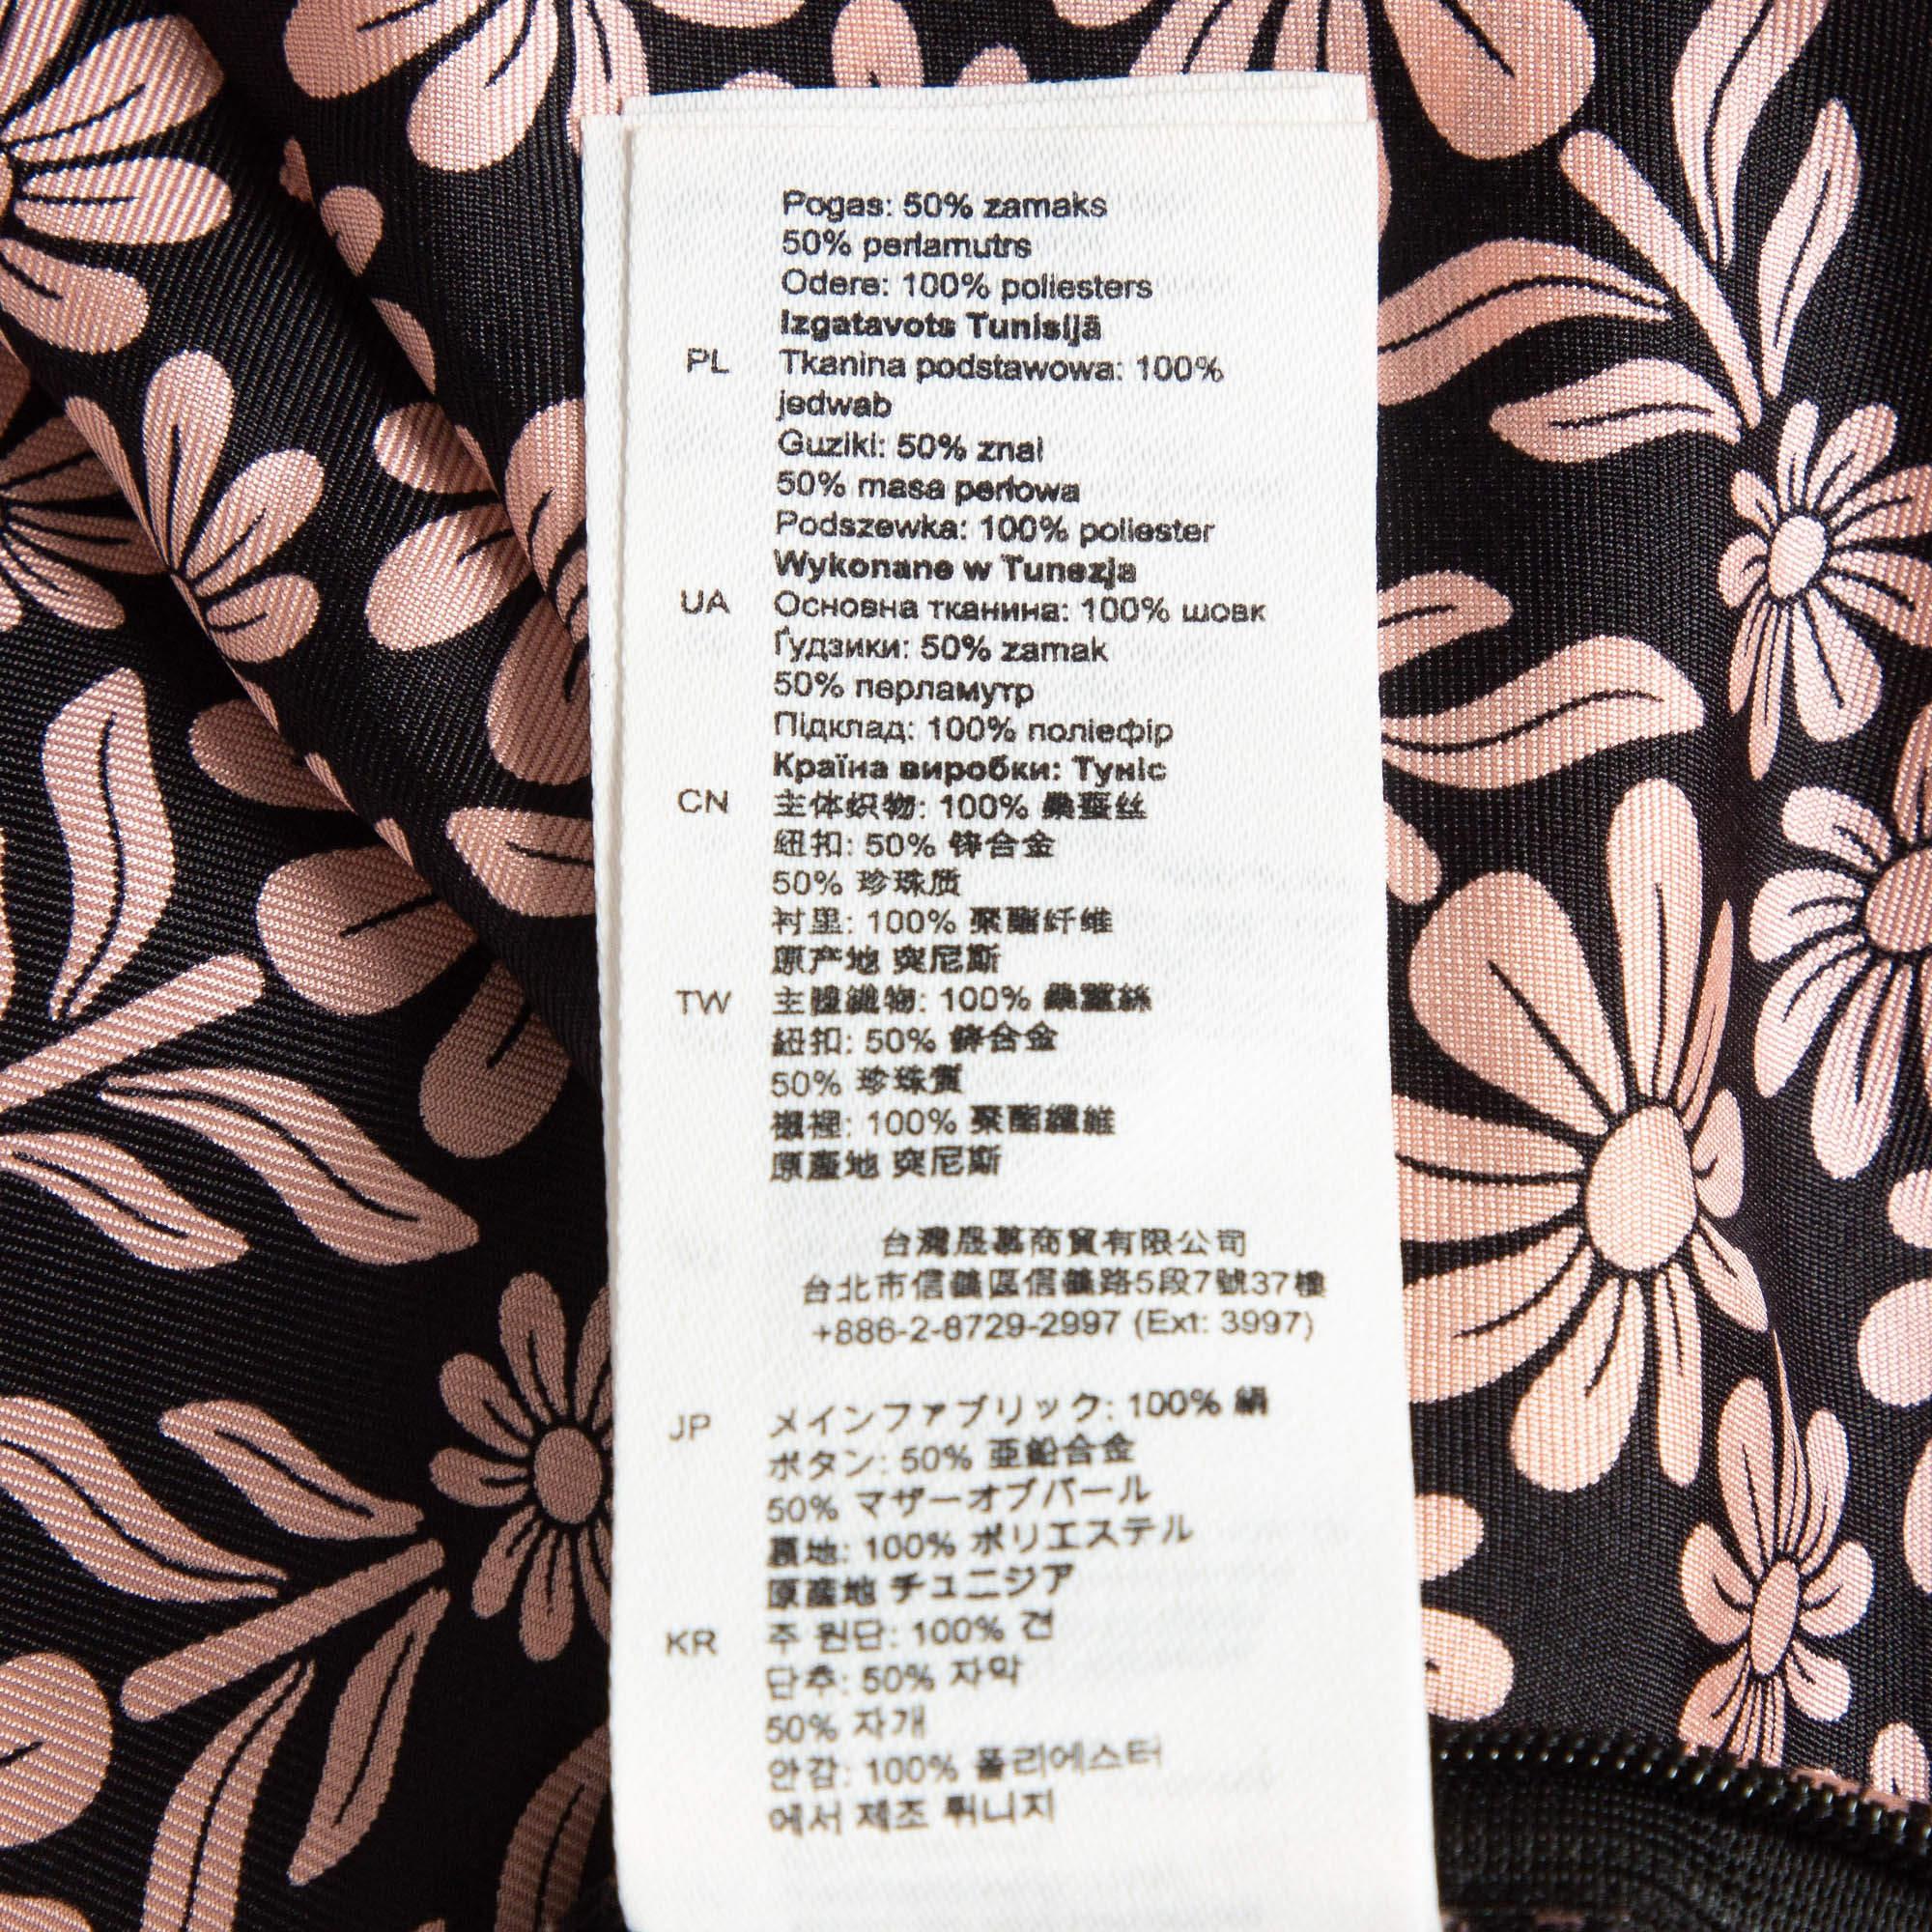 Pogas: 50% zamaks
50% perlamutrs
Odere: 100% poliesters
Izgatavots Tunisijā
PL Tkanina podstawowa: 100%
jedwab
Guziki: 50% znal
50% masa perłowa
Podszewka: 100% poliester
Wykonane w Tunezja
UA Основна тканина: 100% шовк
Ґудзики: 50% zamak
50% перламутр
Підклад: 100% поліефір
Країна виробки: Туніс
CN 主体织物: 100% 桑蚕丝
纽扣: 50% 锌合金
50% 珍珠质
衬里: 100% 聚酯纤维
原产地 突尼斯
TW 主體織物: 100% 桑蠶絲
紐扣: 50% 鋅合金
50% 珍珠質
襯裡: 100% 聚酯纖維
原產地 突尼斯
台灣晟慕商貿有限公司
台北市信義區信義路5段7號37樓
+886-2-8729-2997 (Ext: 3997)
JP メインファブリック: 100% 絹
ボタン: 50% 亜鉛合金
50% マザーオブパール
裏地: 100% ポリエステル
原産地 チュニジア
KR 주 원단: 100% 견
단추: 50% 자막
50% 자개
안감: 100% 폴리에스터
에서 제조 튀니지